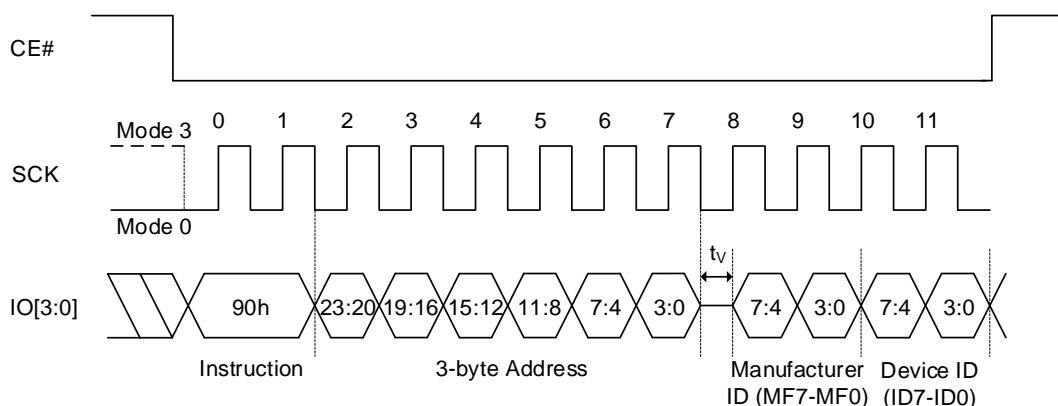 CE#
0 1 2 3 4 5 6 7 8 9 10 11
Mode 3
SCK
Mode 0
tV
IO[3:0]
90h 23:20 19:16 15:12 11:8 7:4 3:0 7:4 3:0 7:4 3:0
Instruction 3-byte Address Manufacturer Device ID
ID (MF7-MF0) (ID7-ID0)